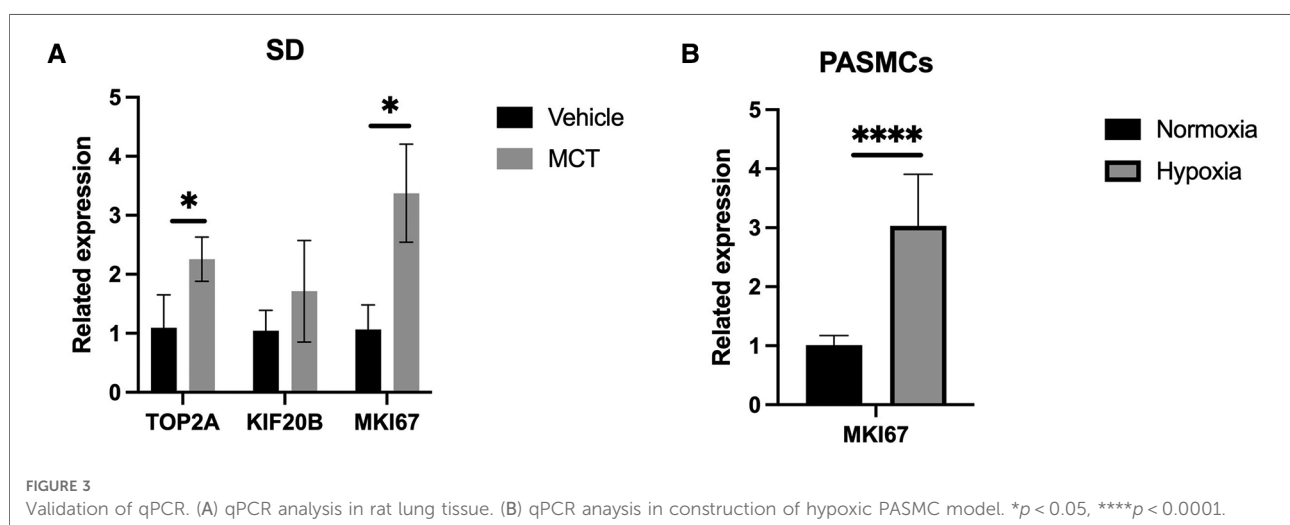 A
SD
5
4
3
2
1
0
Related expression
*
*
TOP2A
KIF20B
MKI67
Vehicle
MCT
B
PASMCs
5
4
3
2
1
0
Related expression
****
MKI67
Normoxia
Hypoxia
FIGURE 3
Validation of qPCR. (A) qPCR analysis in rat lung tissue. (B) qPCR anaysis in construction of hypoxic PASMC model. *p < 0.05, ****p < 0.0001.